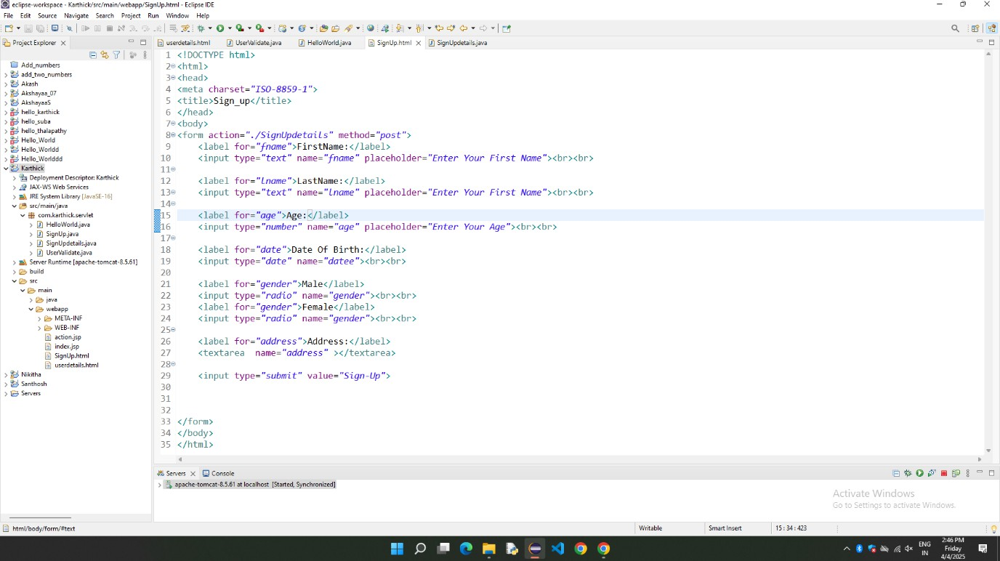 eclipse-workspace - Karthick/src/main/webapp/SignUp.html - Eclipse IDE
File Edit Source Navigate Search Project Run Window Help
Project Explorer
userdetails.html UserValidate.java HelloWorld.java SignUp.html SignUpdetails.java
Add_numbers
add_two_numbers
Akash
Akshayaa_07
AkshayaaS
hello_karthick
hello_suba
hello_thalapathy
Hello_World
Hello_Worldd
Hello_Worlddd
Karthick
Deployment Descriptor: Karthick
JAX-WS Web Services
JRE System Library [JavaSE-16]
src/main/java
com.karthick.servlet
HelloWorld.java
SignUp.java
SignUpdetails.java
UserValidate.java
Server Runtime [apache-tomcat-8.5.61]
build
src
main
java
webapp
META-INF
WEB-INF
action.jsp
index.jsp
SignUp.html
userdetails.html
Nikitha
Santhosh
Servers
1 <!DOCTYPE html>
2 <html>
3 <head>
4 <meta charset="ISO-8859-1">
5 <title>Sign_up</title>
6 </head>
7 <body>
8 <form action="./SignUpdetails" method="post">
9 <label for="fname">FirstName:</label>
10 <input type="text" name="fname" placeholder="Enter Your First Name"><br><br>
11
12 <label for="lname">LastName:</label>
13 <input type="text" name="lname" placeholder="Enter Your First Name"><br><br>
14
15 <label for="age">Age:</label>
16 <input type="number" name="age" placeholder="Enter Your Age"><br><br>
17
18 <label for="date">Date Of Birth:</label>
19 <input type="date" name="datee"><br><br>
20
21 <label for="gender">Male</label>
22 <input type="radio" name="gender"><br><br>
23 <label for="gender">Female</label>
24 <input type="radio" name="gender"><br><br>
25
26 <label for="address">Address:</label>
27 <textarea  name="address" ></textarea>
28
29 <input type="submit" value="Sign-Up">
30
31
32
33 </form>
34 </body>
35 </html>
Servers Console
apache-tomcat-8.5.61 at localhost [Started, Synchronized]
Activate Windows
Go to Settings to activate Windows.
html/body/form/#text
Writable
Smart Insert
15 : 34 : 423
ENG
IN
2:46 PM
Friday
4/4/2025